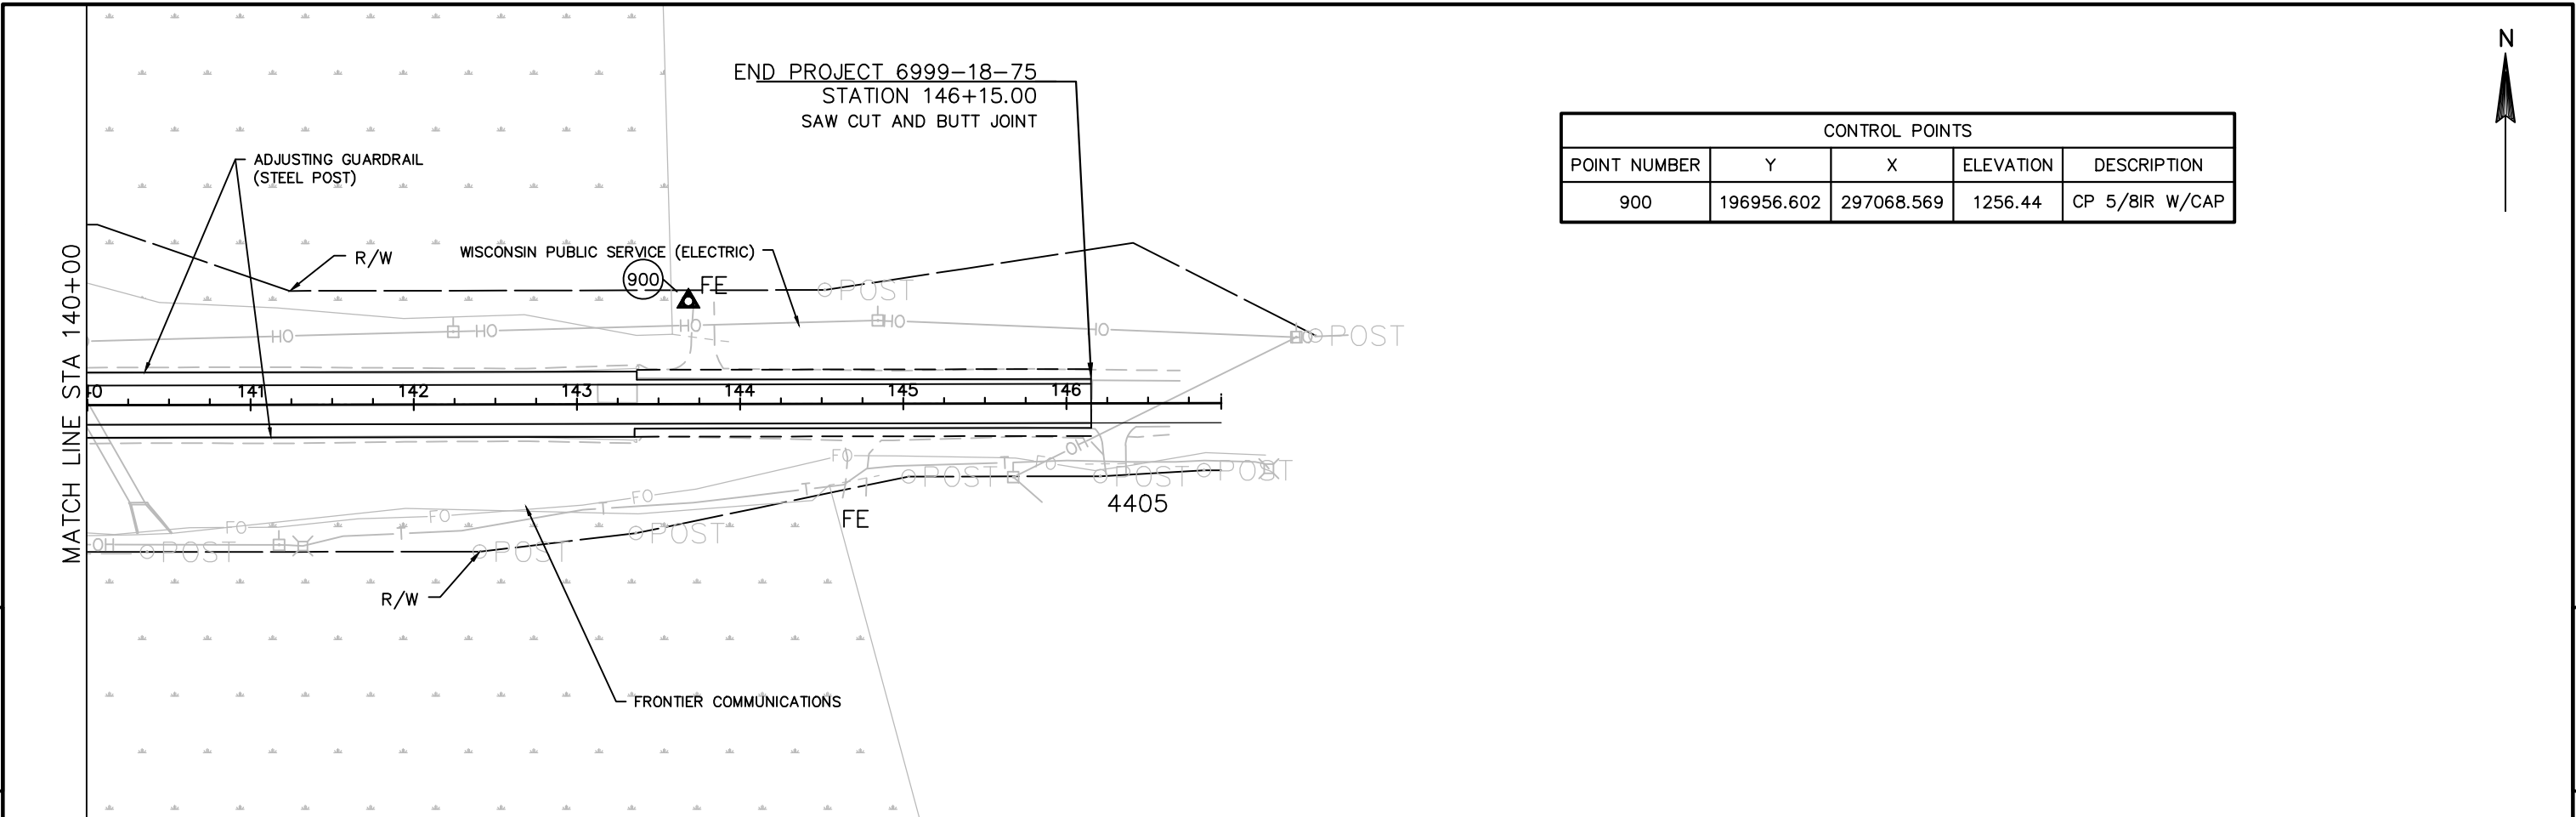 N
END PROJECT 6999-18-75
STATION 146+15.00
SAW CUT AND BUTT JOINT
CONTROL POINTS
POINT NUMBER Y X ELEVATION DESCRIPTION
900 196956.602 297068.569 1256.44 CP 5/8IR W/CAP
ADJUSTING GUARDRAIL
(STEEL POST)
R/W
WISCONSIN PUBLIC SERVICE (ELECTRIC)
900
FE
POST
HO
HO
HO
HO
HO
POST
MATCH LINE STA 140+00
141 142 143 144 145 146
OH
FO
T
FO
POST
POST
POST
4405
FO
T
T
FE
FO
FO
T
OH
POST
POST
POST
R/W
FRONTIER COMMUNICATIONS